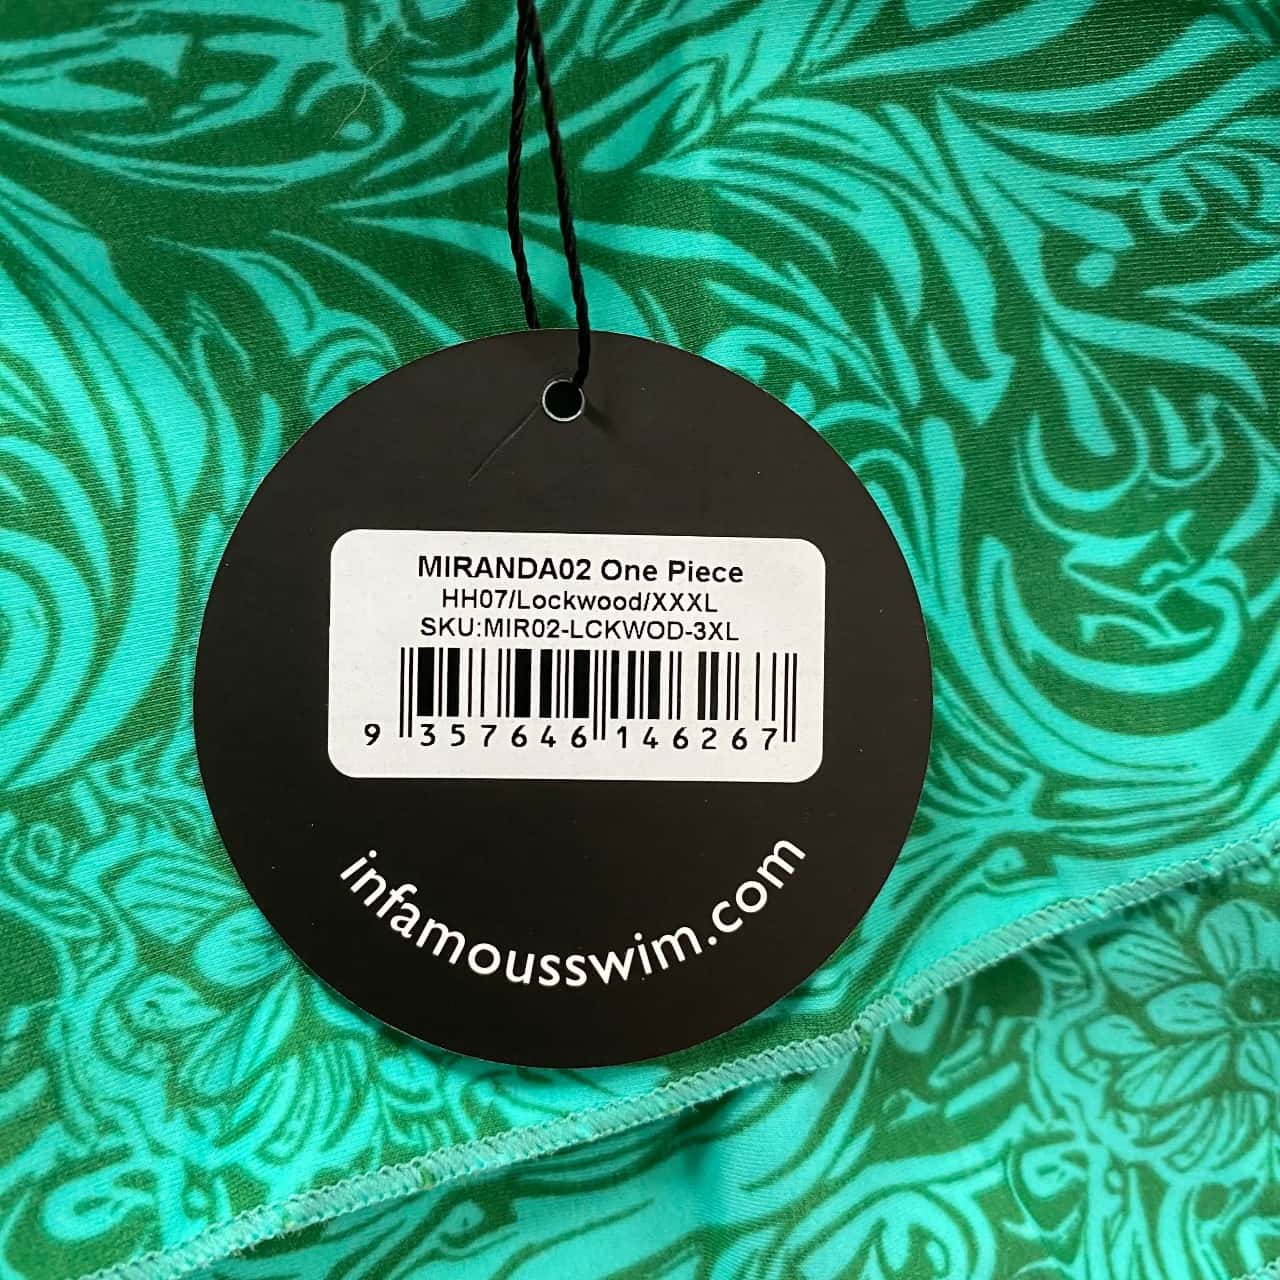 MIRANDA02 One Piece
HH07/Lockwood/XXXL
SKU:MIR02-LCKWOD-3XL
9 357646 146267
infamousswim.com